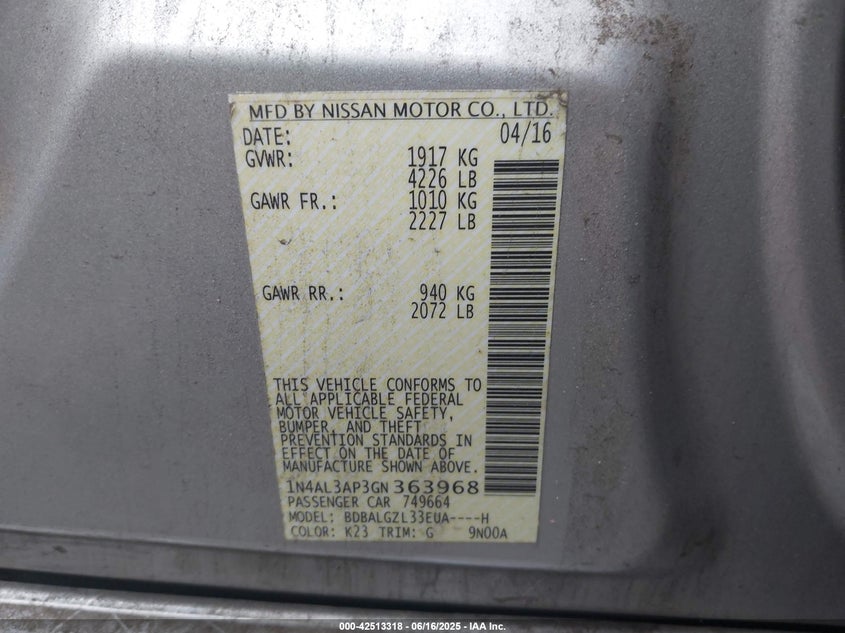 MFD BY NISSAN MOTOR CO., LTD.
DATE: 04/16
GVWR: 1917 KG
4226 LB
GAWR FR.: 1010 KG
2227 LB
GAWR RR.: 940 KG
2072 LB
THIS VEHICLE CONFORMS TO
ALL APPLICABLE FEDERAL
MOTOR VEHICLE SAFETY,
BUMPER, AND THEFT
PREVENTION STANDARDS IN
EFFECT ON THE DATE OF
MANUFACTURE SHOWN ABOVE.
1N4AL3AP3GN363968
PASSENGER CAR 749664
MODEL: BDBALGZL33EUA----H
COLOR: K23 TRIM: G 9N00A
000-42513318 - 06/16/2025 - IAA Inc.